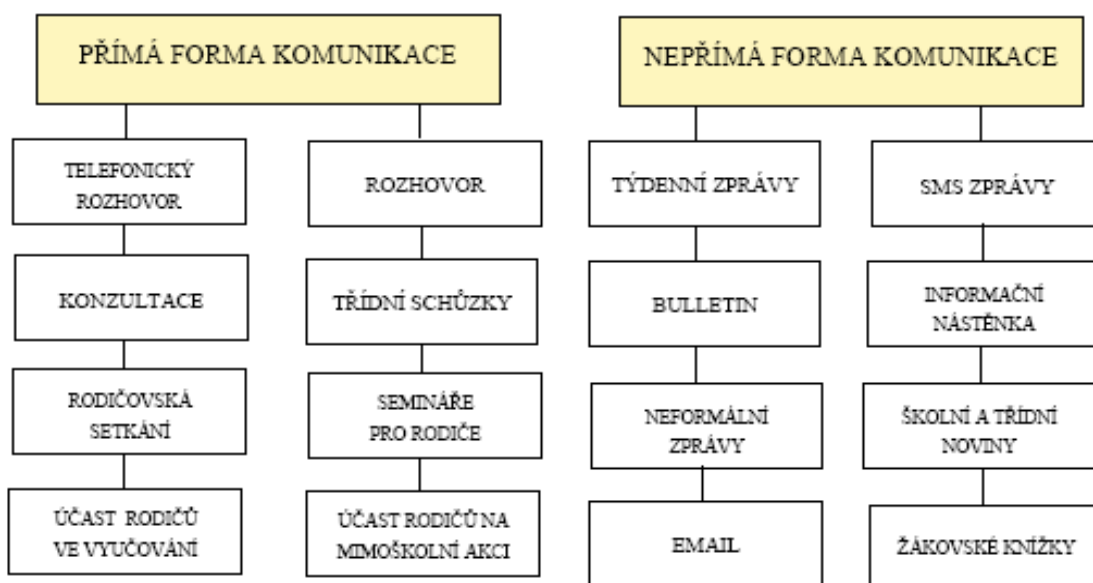 PŘÍMÁ FORMA KOMUNIKACE
TELEFONICKÝ
ROZHOVOR
KONZULTACE
RODIČOVSKÁ
SETKÁNÍ
ÚČAST RODIČŮ
VE VYUČOVÁNÍ
ROZHOVOR
TŘÍDNÍ SCHŮZKY
SEMINÁŘE
PRO RODIČE
ÚČAST RODIČŮ NA
MIMOŠKOLNÍ AKCI
NEPŘÍMÁ FORMA KOMUNIKACE
TÝDENNÍ ZPRÁVY
BULLETIN
NEFORMÁLNÍ
ZPRÁVY
EMAIL
SMS ZPRÁVY
INFORMAČNÍ
NÁSTĚNKA
ŠKOLNÍ A TŘÍDNÍ
NOVINY
ŽÁKOVSKÉ KNÍŽKY